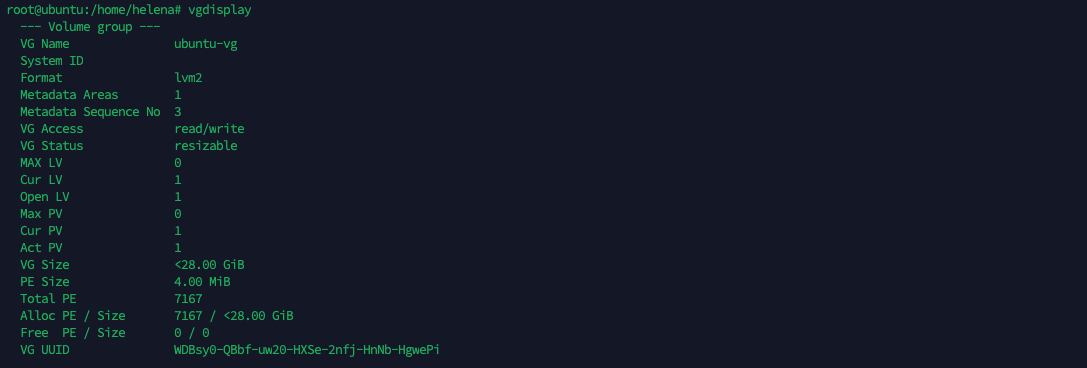 root@ubuntu:/home/helena# vgdisplay
--- Volume group ---
VG Name ubuntu-vg
System ID
Format lvm2
Metadata Areas 1
Metadata Sequence No 3
VG Access read/write
VG Status resizable
MAX LV 0
Cur LV 1
Open LV 1
Max PV 0
Cur PV 1
Act PV 1
VG Size <28.00 GiB
PE Size 4.00 MiB
Total PE 7167
Alloc PE / Size 7167 / <28.00 GiB
Free  PE / Size 0 / 0
VG UUID WDBsy0-QBbf-uw20-HXSe-2nfj-HnNb-HgwePi